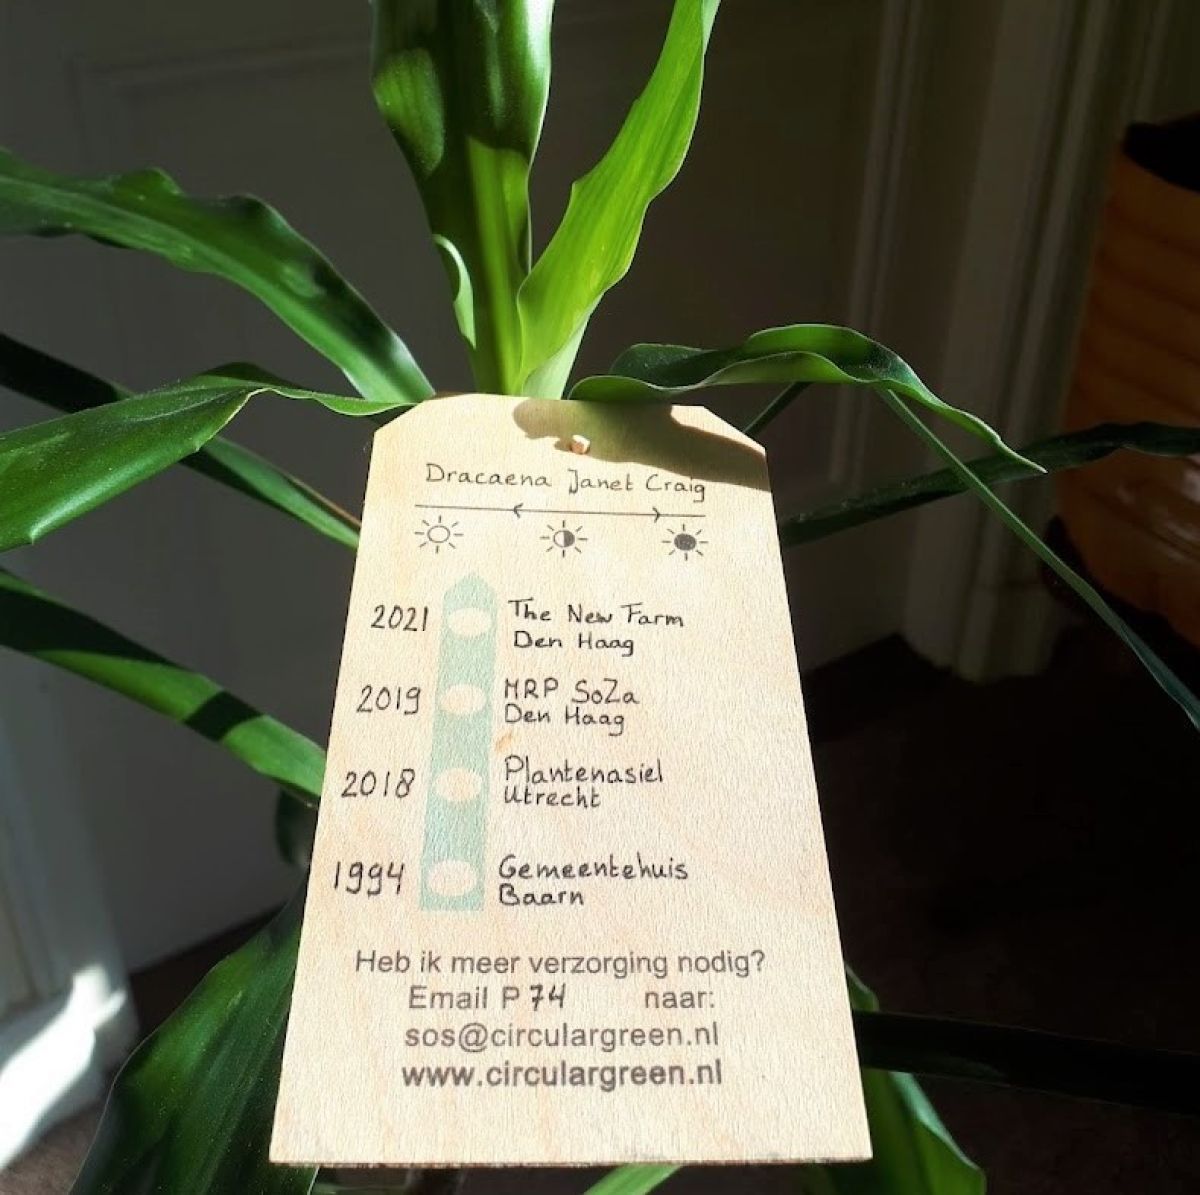 Dracaena Janet Craig
2021 The New Farm
Den Haag
2019 MRP SoZa
Den Haag
2018 Plantenasiel
Utrecht
1994 Gemeentehuis
Baarn
Heb ik meer verzorging nodig?
Email P 74 naar:
sos@circulargreen.nl
www.circulargreen.nl